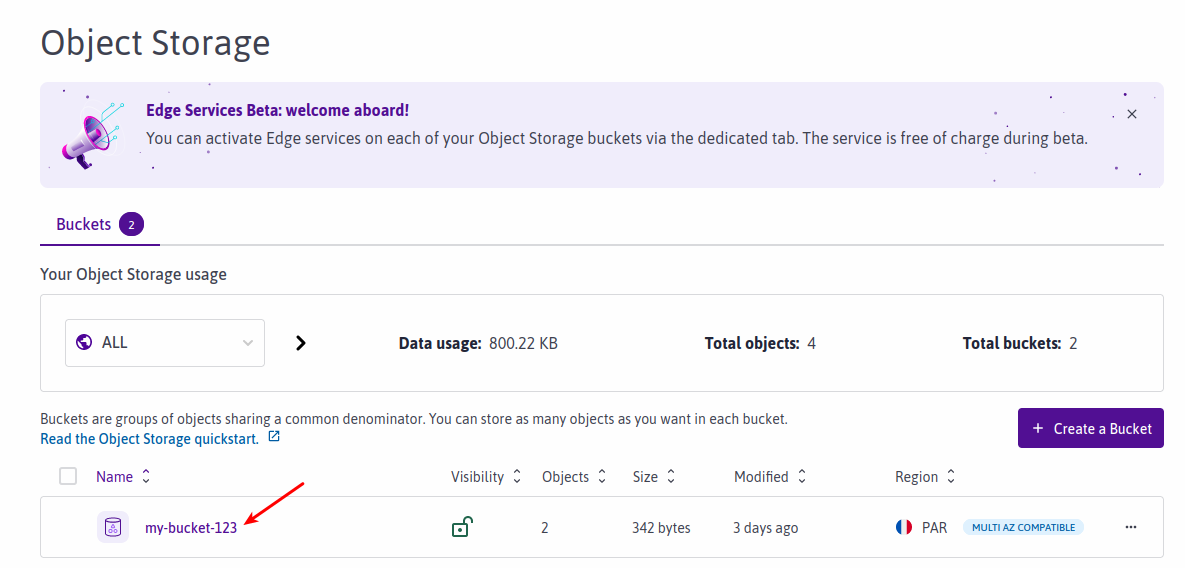 Object Storage
Edge Services Beta: welcome aboard!
You can activate Edge services on each of your Object Storage buckets via the dedicated tab. The service is free of charge during beta.
Buckets 2
Your Object Storage usage
ALL Data usage: 800.22 KB Total objects: 4 Total buckets: 2
Buckets are groups of objects sharing a common denominator. You can store as many objects as you want in each bucket.
Read the Object Storage quickstart.
+ Create a Bucket
Name Visibility Objects Size Modified Region
my-bucket-123 2 342 bytes 3 days ago PAR MULTI AZ COMPATIBLE